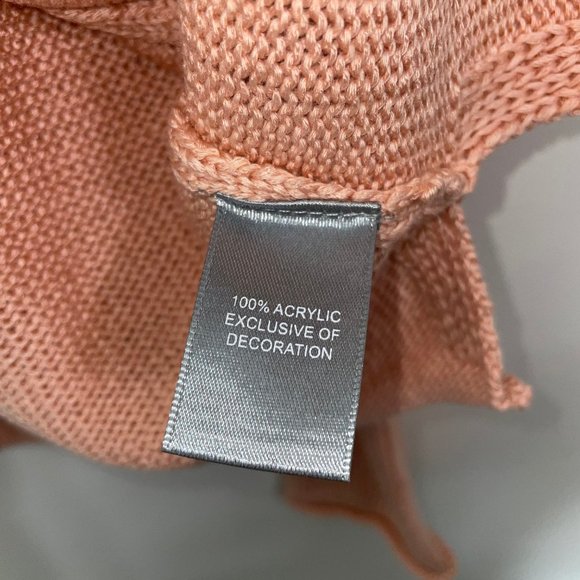 100% ACRYLIC
EXCLUSIVE OF
DECORATION